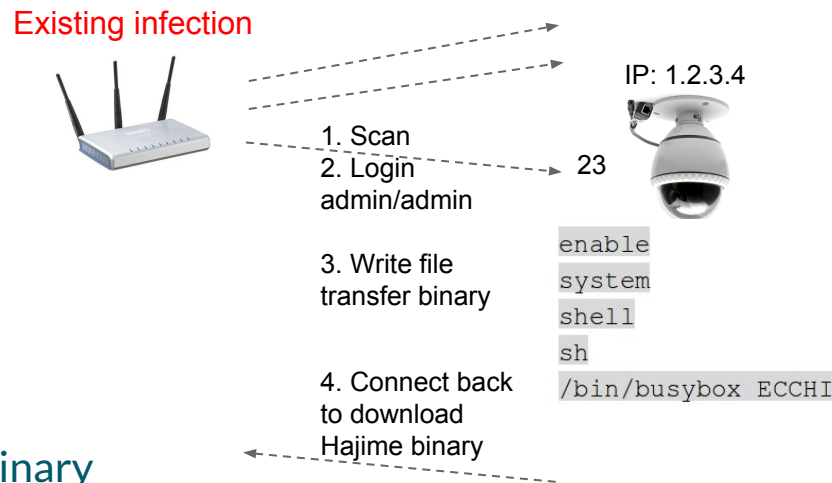 Existing infection
IP: 1.2.3.4
1. Scan
2. Login
admin/admin
23
3. Write file
transfer binary
enable
system
shell
sh
/bin/busybox ECCHI
4. Connect back
to download
Hajime binary
inary